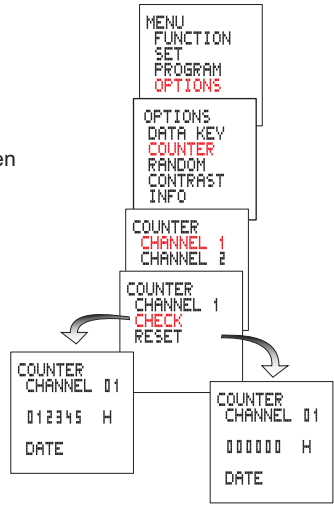 MENU
FUNCTION
SET
PROGRAM
OPTIONS
OPTIONS
DATA KEY
COUNTER
RANDOM
CONTRAST
INFO
en
COUNTER
CHANNEL 1
CHANNEL 2
COUNTER
CHANNEL 1
CHECK
RESET
COUNTER
CHANNEL 01
012345 H
DATE
COUNTER
CHANNEL 01
000000 H
DATE